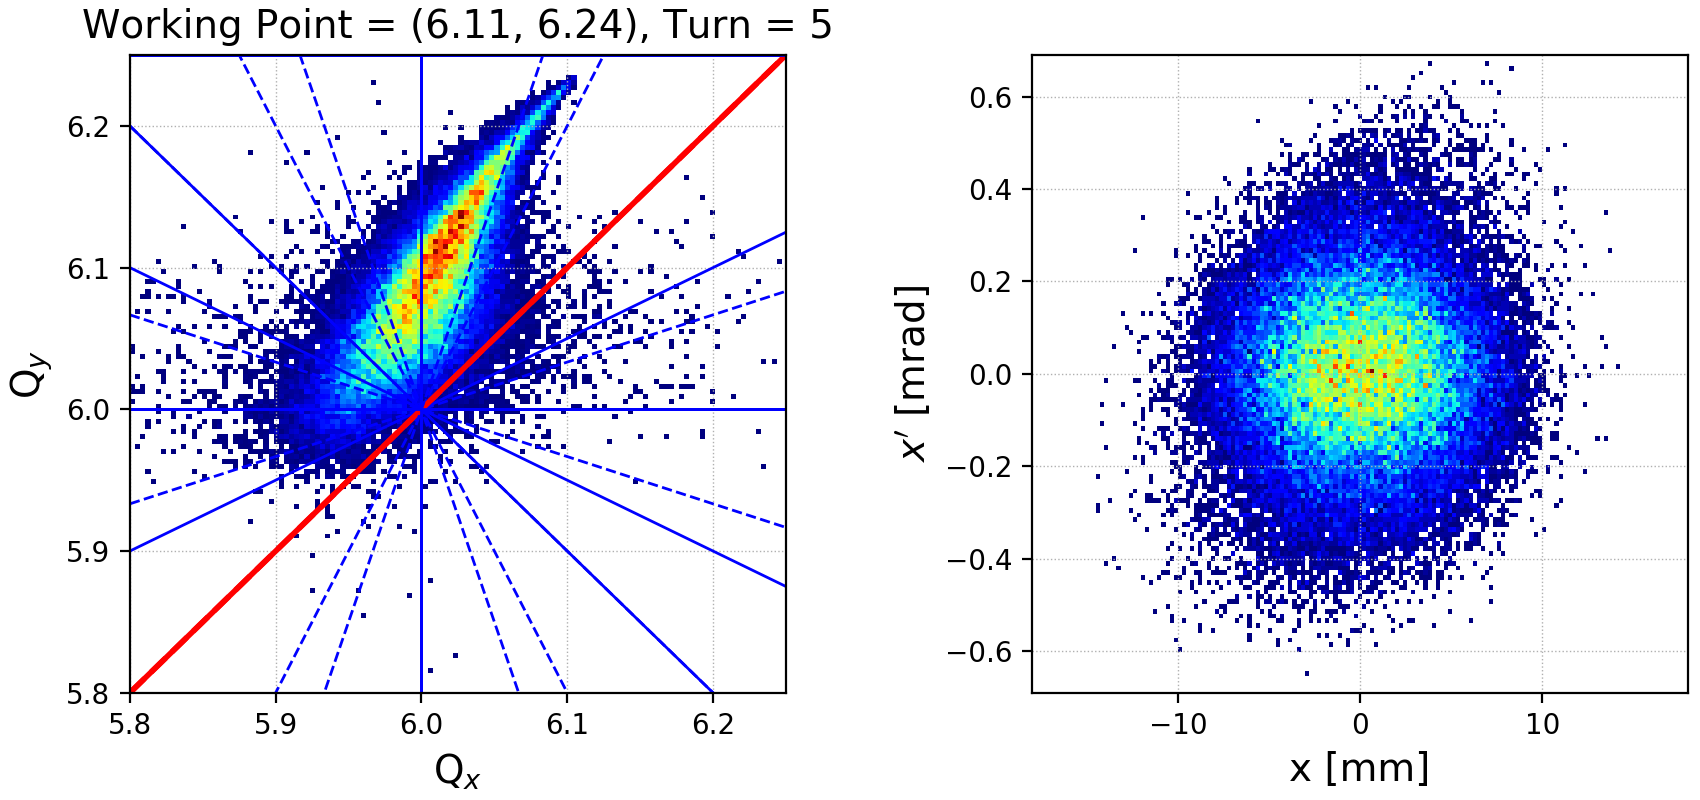 Working Point = (6.11, 6.24), Turn = 5
6.2
6.1
6.0
5.9
5.8
Q_y
5.8 5.9 6.0 6.1 6.2
Q_x
0.6
0.4
0.2
0.0
−0.2
−0.4
−0.6
x′ [mrad]
−10 0 10
x [mm]